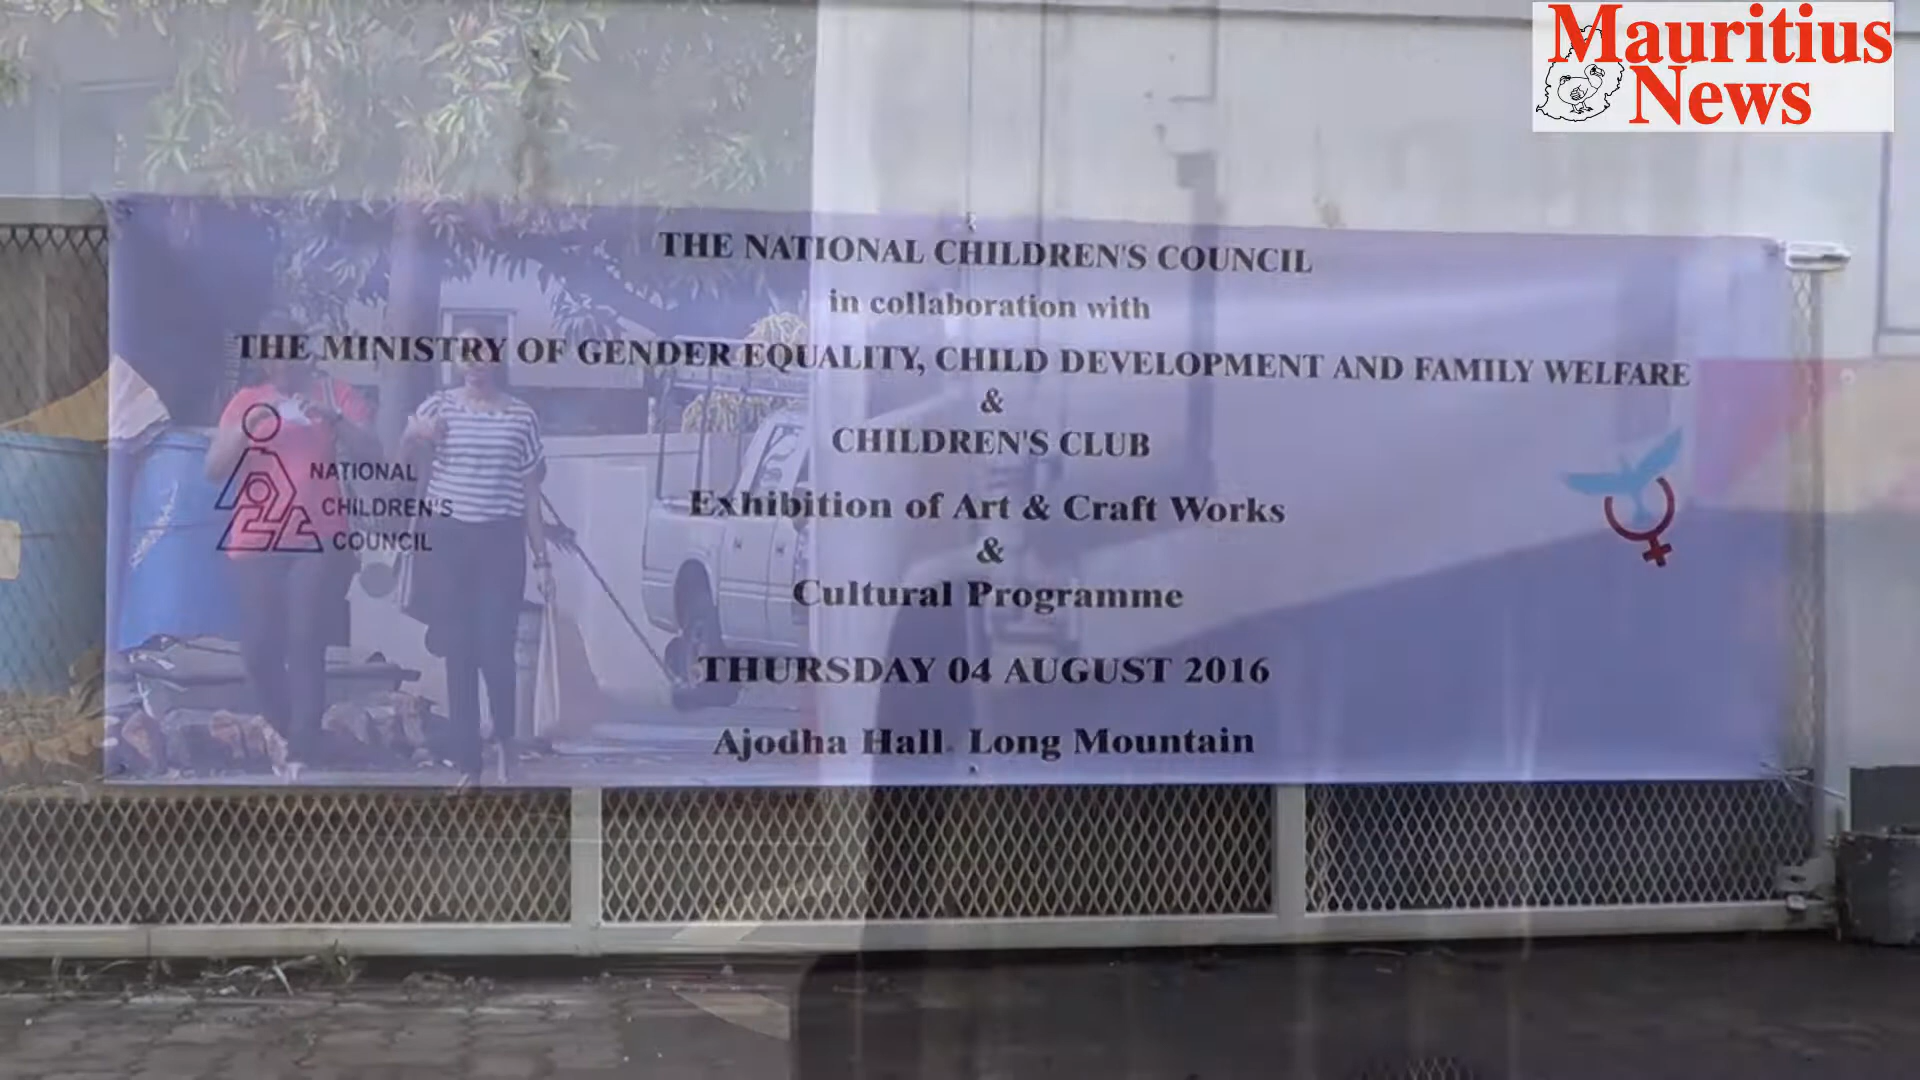 Mauritius
News
THE NATIONAL CHILDREN'S COUNCIL
in collaboration with
THE MINISTRY OF GENDER EQUALITY, CHILD DEVELOPMENT AND FAMILY WELFARE
&
CHILDREN'S CLUB
Exhibition of Art & Craft Works
&
Cultural Programme
THURSDAY 04 AUGUST 2016
Ajodha Hall. Long Mountain
NATIONAL
CHILDREN'S
COUNCIL